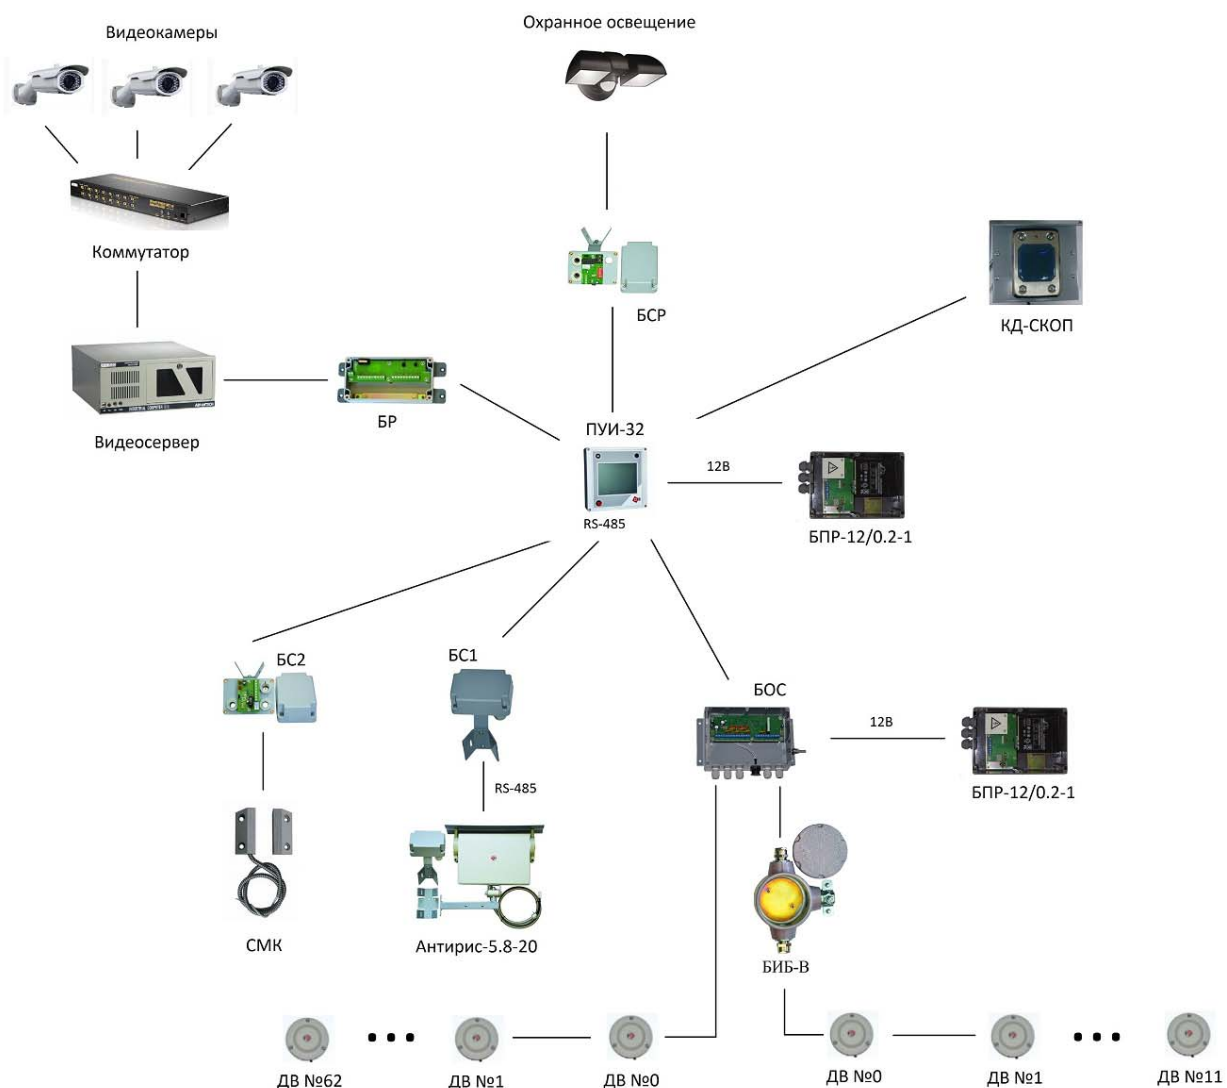 Охранное освещение
Видеокамеры
Коммутатор
БСР
КД-СКОП
Видеосервер
БР
ПУИ-32
12В
RS-485
БПР-12/0.2-1
БС2
БС1
БОС
12В
RS-485
БПР-12/0.2-1
СМК
Антирис-5.8-20
БИБ-В
ДВ №62
ДВ №1
ДВ №0
ДВ №0
ДВ №1
ДВ №11